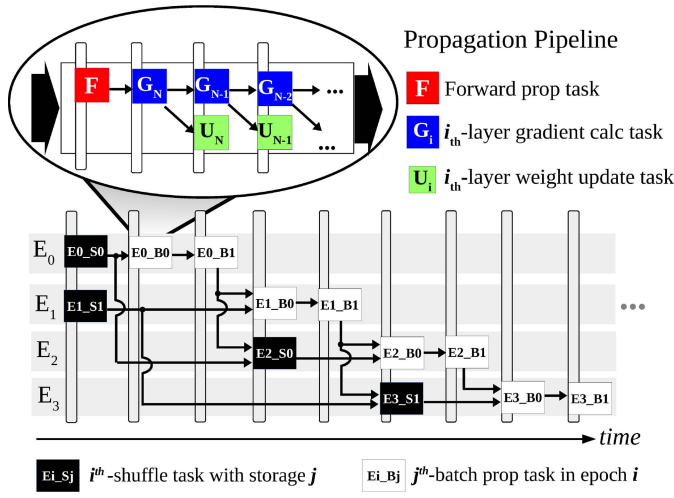 Propagation Pipeline
F G_N G_N-1 G_N-2 ...
U_N U_N-1 ...
F Forward prop task
G_i i_th-layer gradient calc task
U_i i_th-layer weight update task
E_0 E0_S0 E0_B0 E0_B1
E_1 E1_S1 E1_B0 E1_B1 ...
E_2 E2_S0 E2_B0 E2_B1
E_3 E3_S1 E3_B0 E3_B1
time
Ei_Sj i^th-shuffle task with storage j
Ei_Bj j^th-batch prop task in epoch i